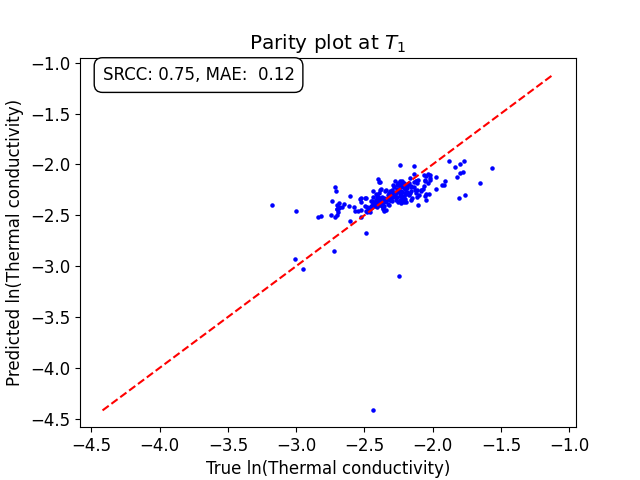 Parity plot at T₁
SRCC: 0.75, MAE:  0.12
Predicted ln(Thermal conductivity)
−1.0
−1.5
−2.0
−2.5
−3.0
−3.5
−4.0
−4.5
−4.5 −4.0 −3.5 −3.0 −2.5 −2.0 −1.5 −1.0
True ln(Thermal conductivity)